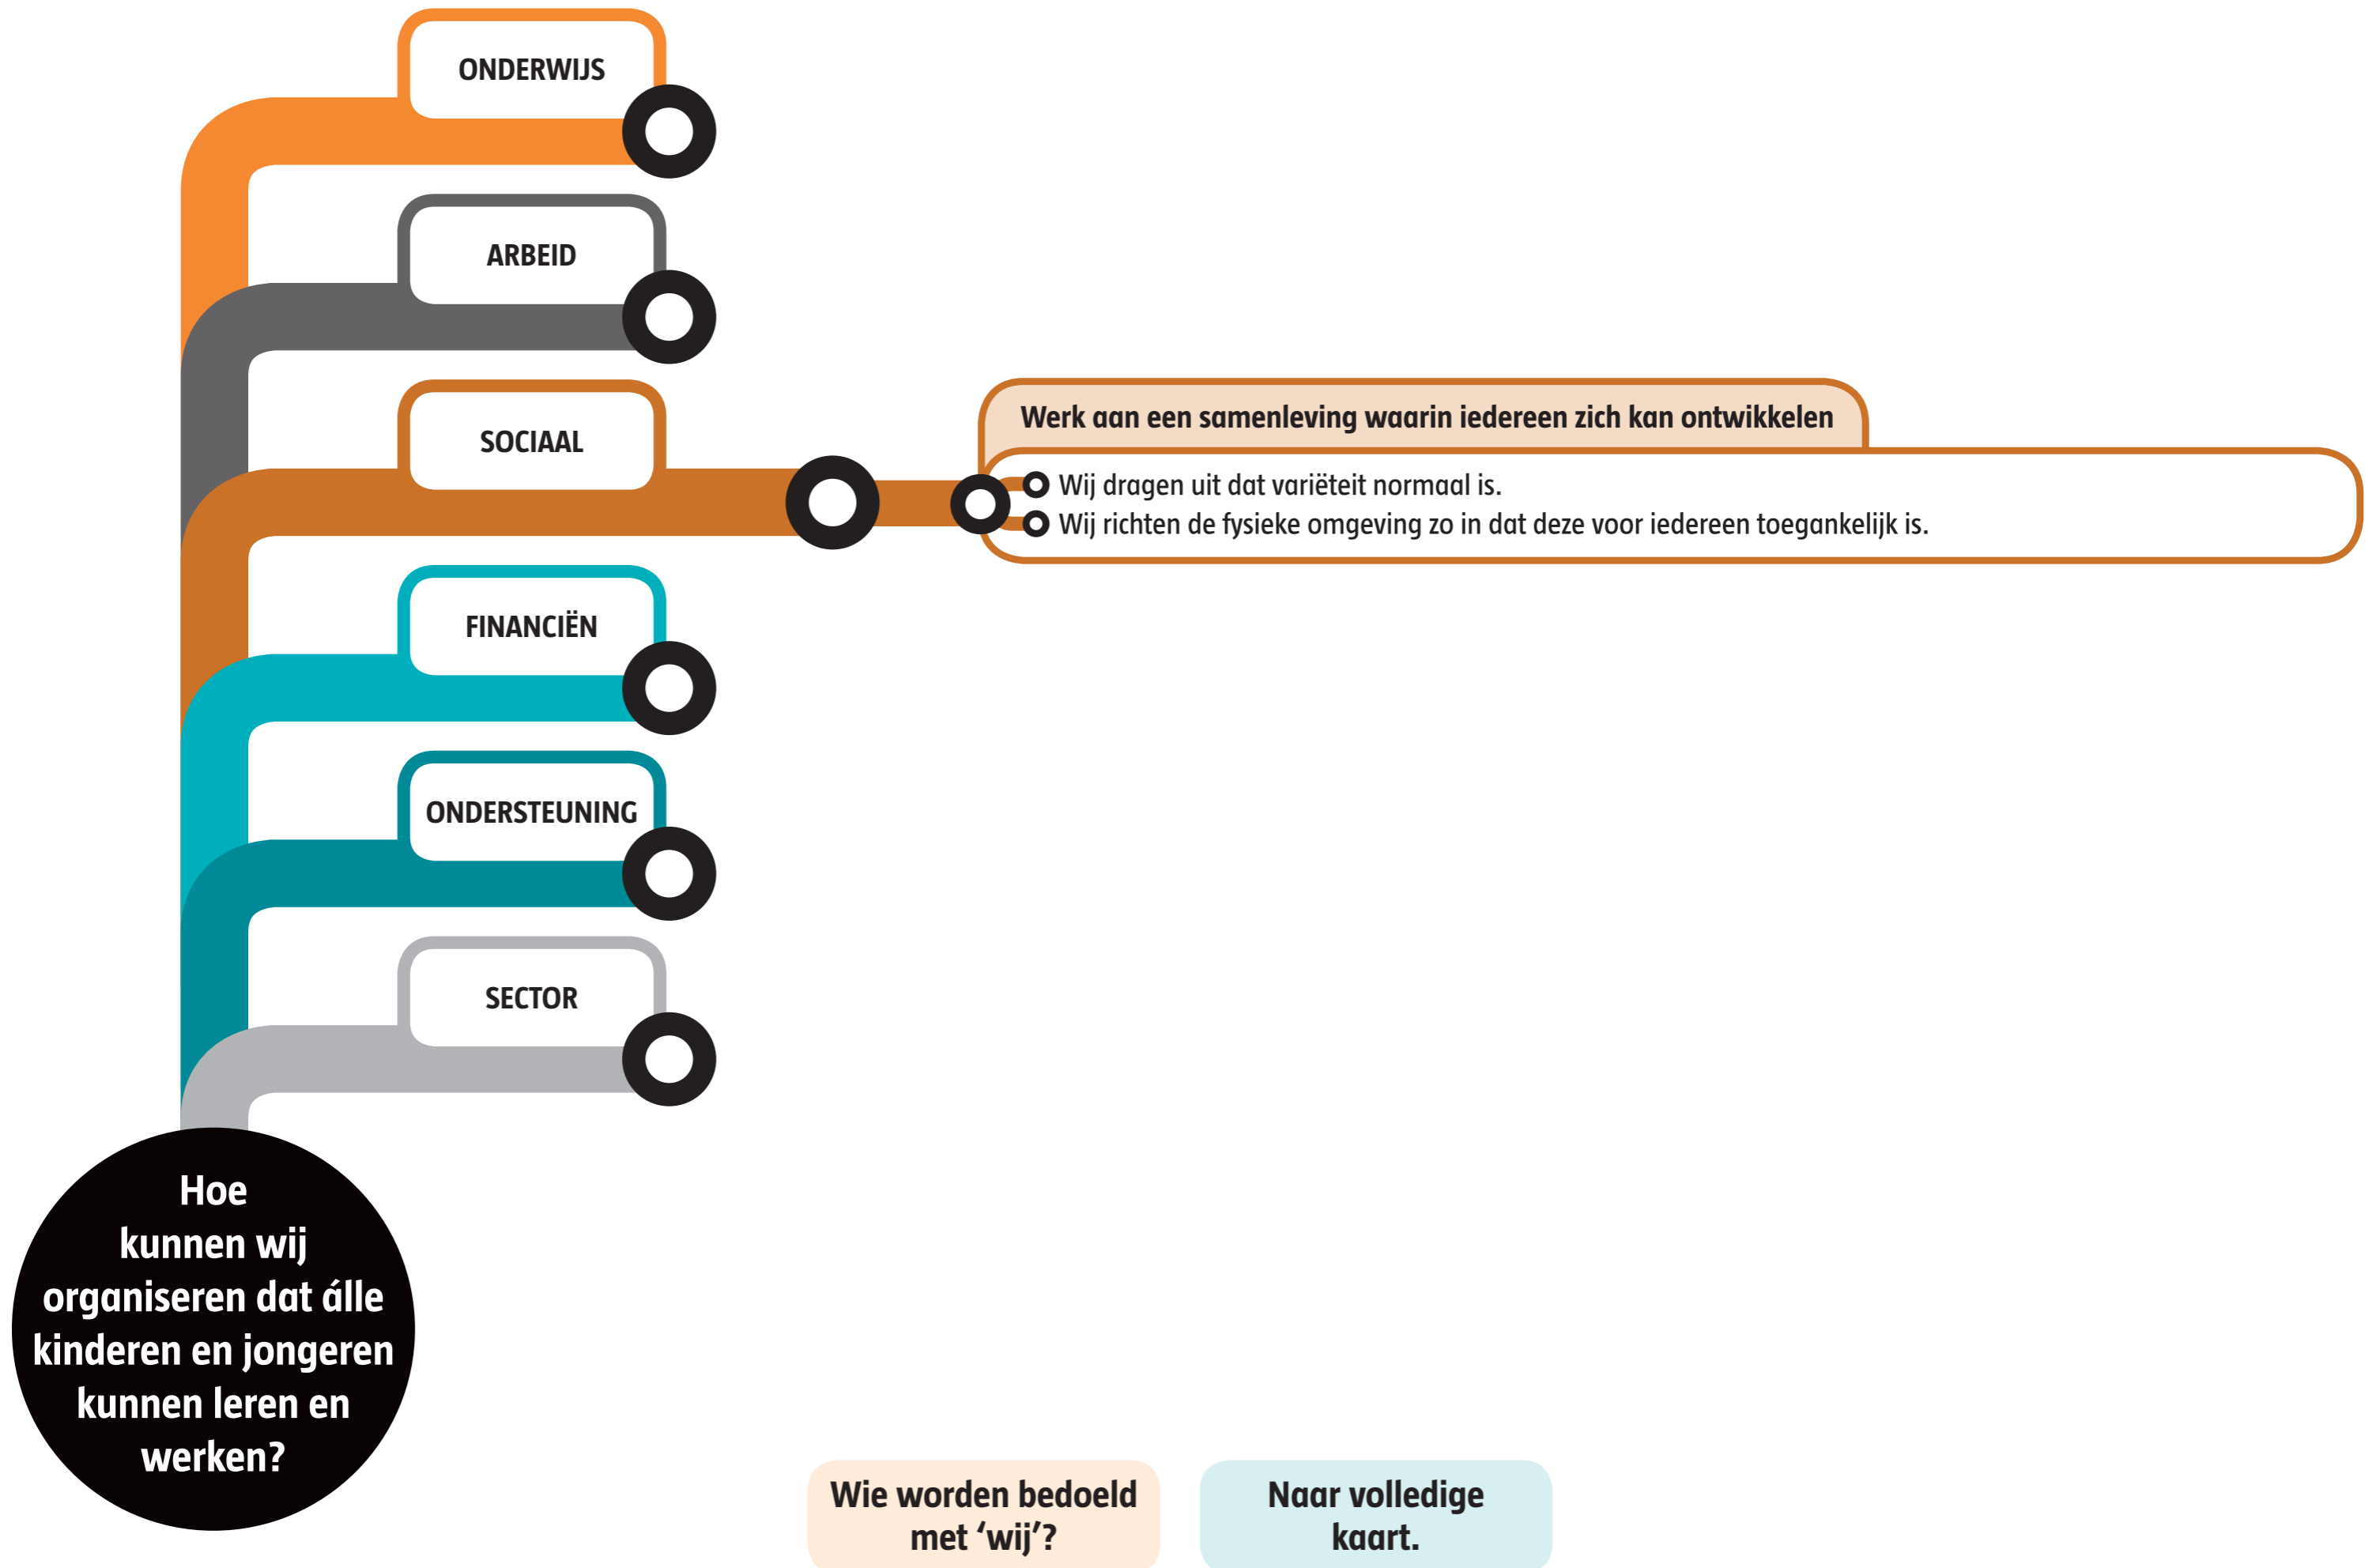 ONDERWIJS
ARBEID
SOCIAAL
Werk aan een samenleving waarin iedereen zich kan ontwikkelen
Wij dragen uit dat variëteit normaal is.
Wij richten de fysieke omgeving zo in dat deze voor iedereen toegankelijk is.
FINANCIËN
ONDERSTEUNING
SECTOR
Hoe
kunnen wij
organiseren dat álle
kinderen en jongeren
kunnen leren en
werken?
Wie worden bedoeld
met ‘wij’?
Naar volledige
kaart.